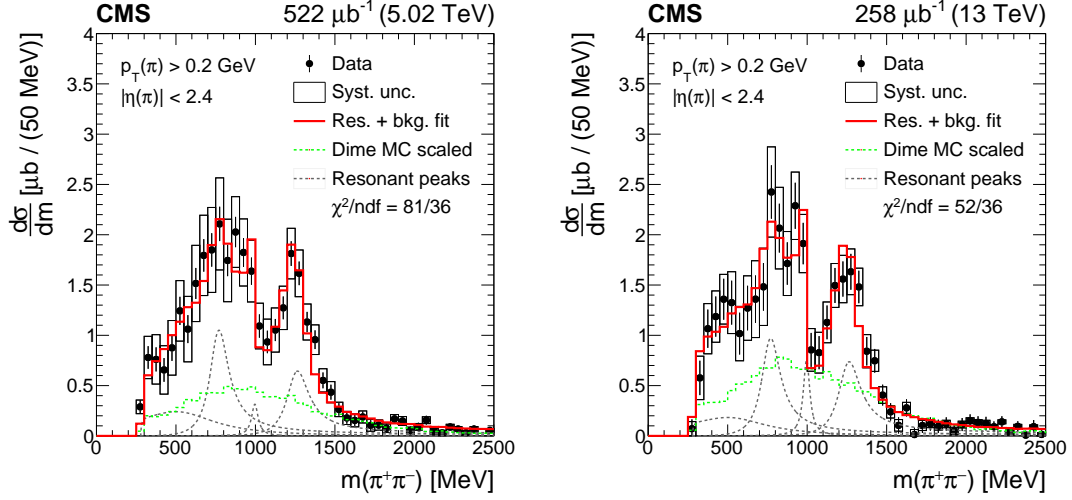 CMS 522 μb⁻¹ (5.02 TeV)
p_T(π) > 0.2 GeV
|η(π)| < 2.4
Data
Syst. unc.
Res. + bkg. fit
Dime MC scaled
Resonant peaks
χ²/ndf = 81/36
dσ/dm [μb / (50 MeV)]
4
3.5
3
2.5
2
1.5
1
0.5
0
0 500 1000 1500 2000 2500
m(π⁺π⁻) [MeV]
CMS 258 μb⁻¹ (13 TeV)
p_T(π) > 0.2 GeV
|η(π)| < 2.4
Data
Syst. unc.
Res. + bkg. fit
Dime MC scaled
Resonant peaks
χ²/ndf = 52/36
dσ/dm [μb / (50 MeV)]
4
3.5
3
2.5
2
1.5
1
0.5
0
0 500 1000 1500 2000 2500
m(π⁺π⁻) [MeV]